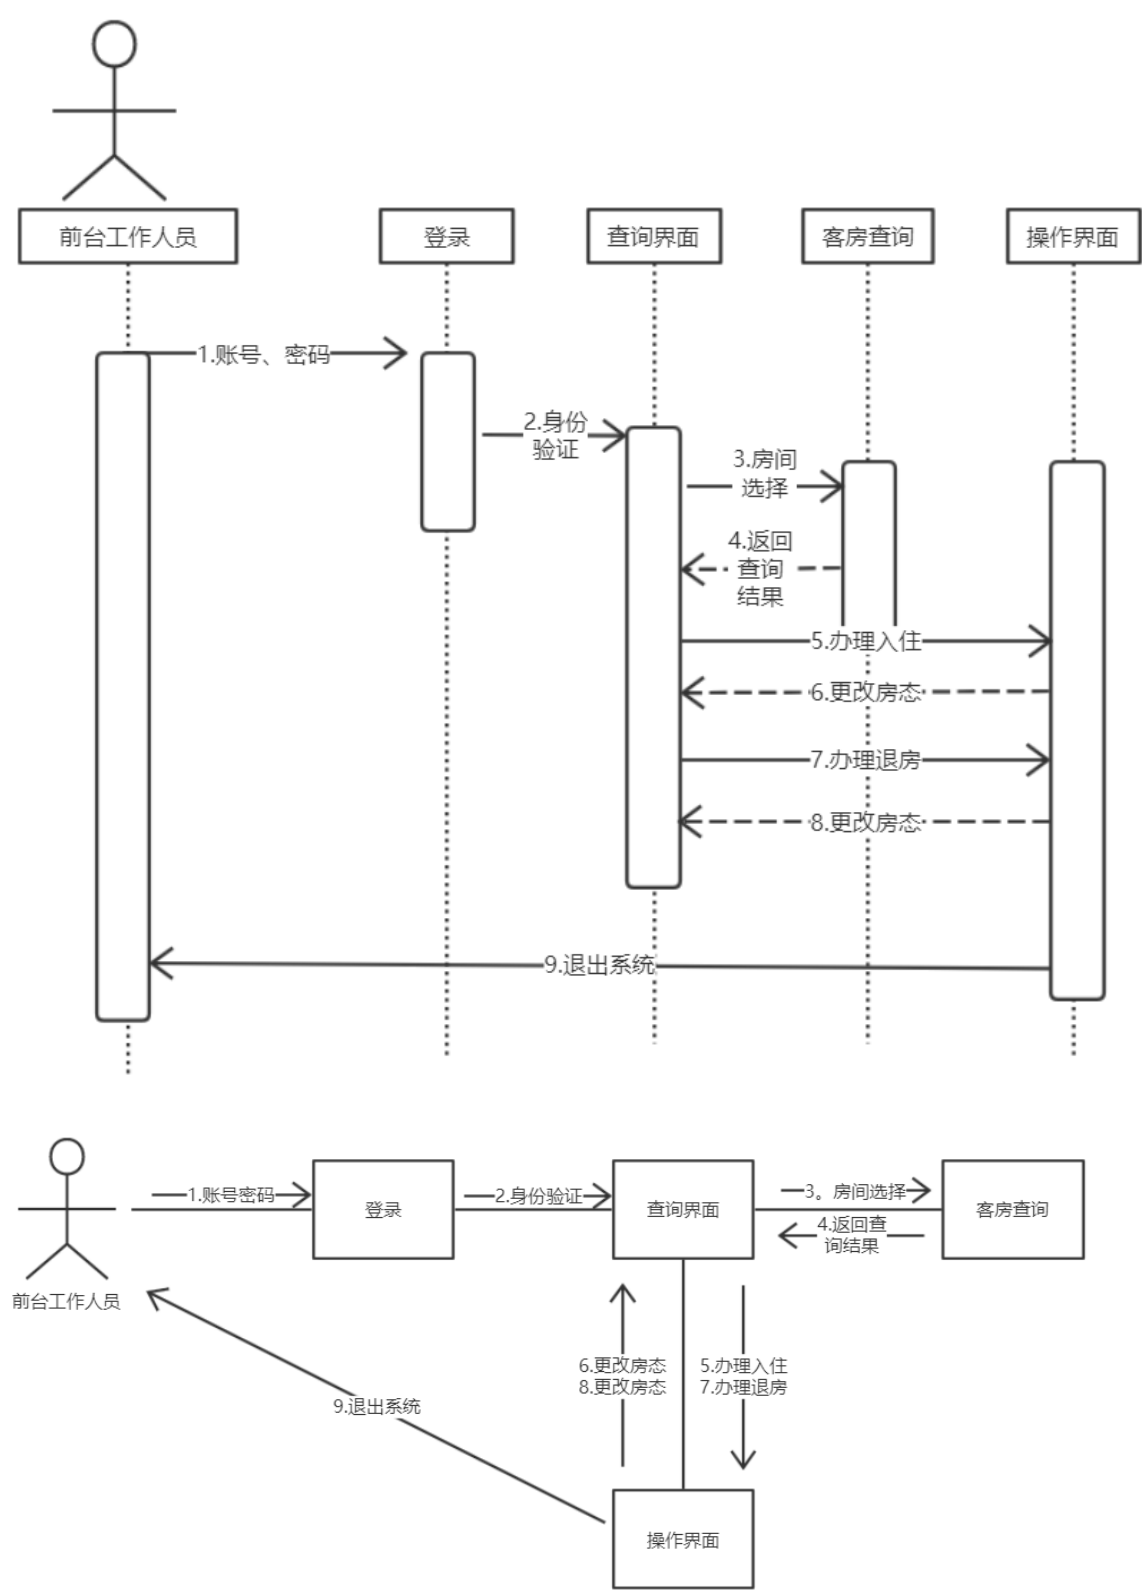 前台工作人员
登录
查询界面
客房查询
操作界面
1.账号、密码
2.身份
验证
3.房间
选择
4.返回
查询
结果
5.办理入住
6.更改房态
7.办理退房
8.更改房态
9.退出系统
1.账号密码
登录
2.身份验证
查询界面
3。房间选择
4.返回查
询结果
客房查询
前台工作人员
6.更改房态
8.更改房态
5.办理入住
7.办理退房
9.退出系统
操作界面